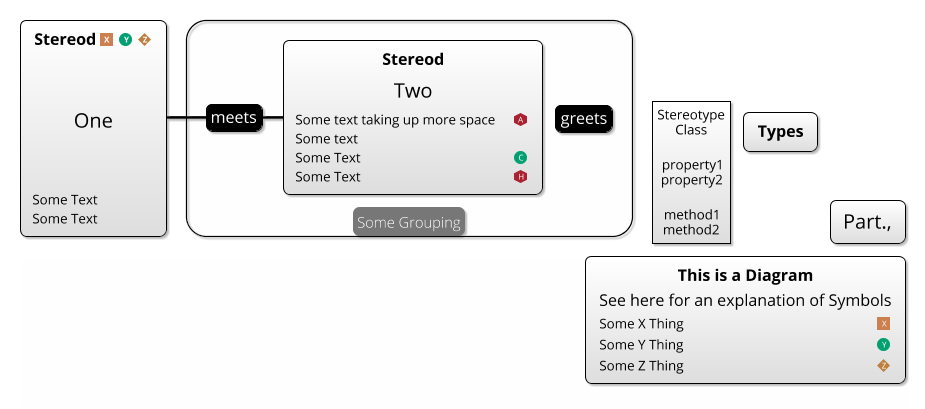 Stereod X Y Z
One
Some Text
Some Text
meets
Stereod
Two
Some text taking up more space A
Some text
Some Text C
Some Text H
greets
Some Grouping
Stereotype
Class
property1
property2
method1
method2
Types
Part.,
This is a Diagram
See here for an explanation of Symbols
Some X Thing X
Some Y Thing Y
Some Z Thing Z